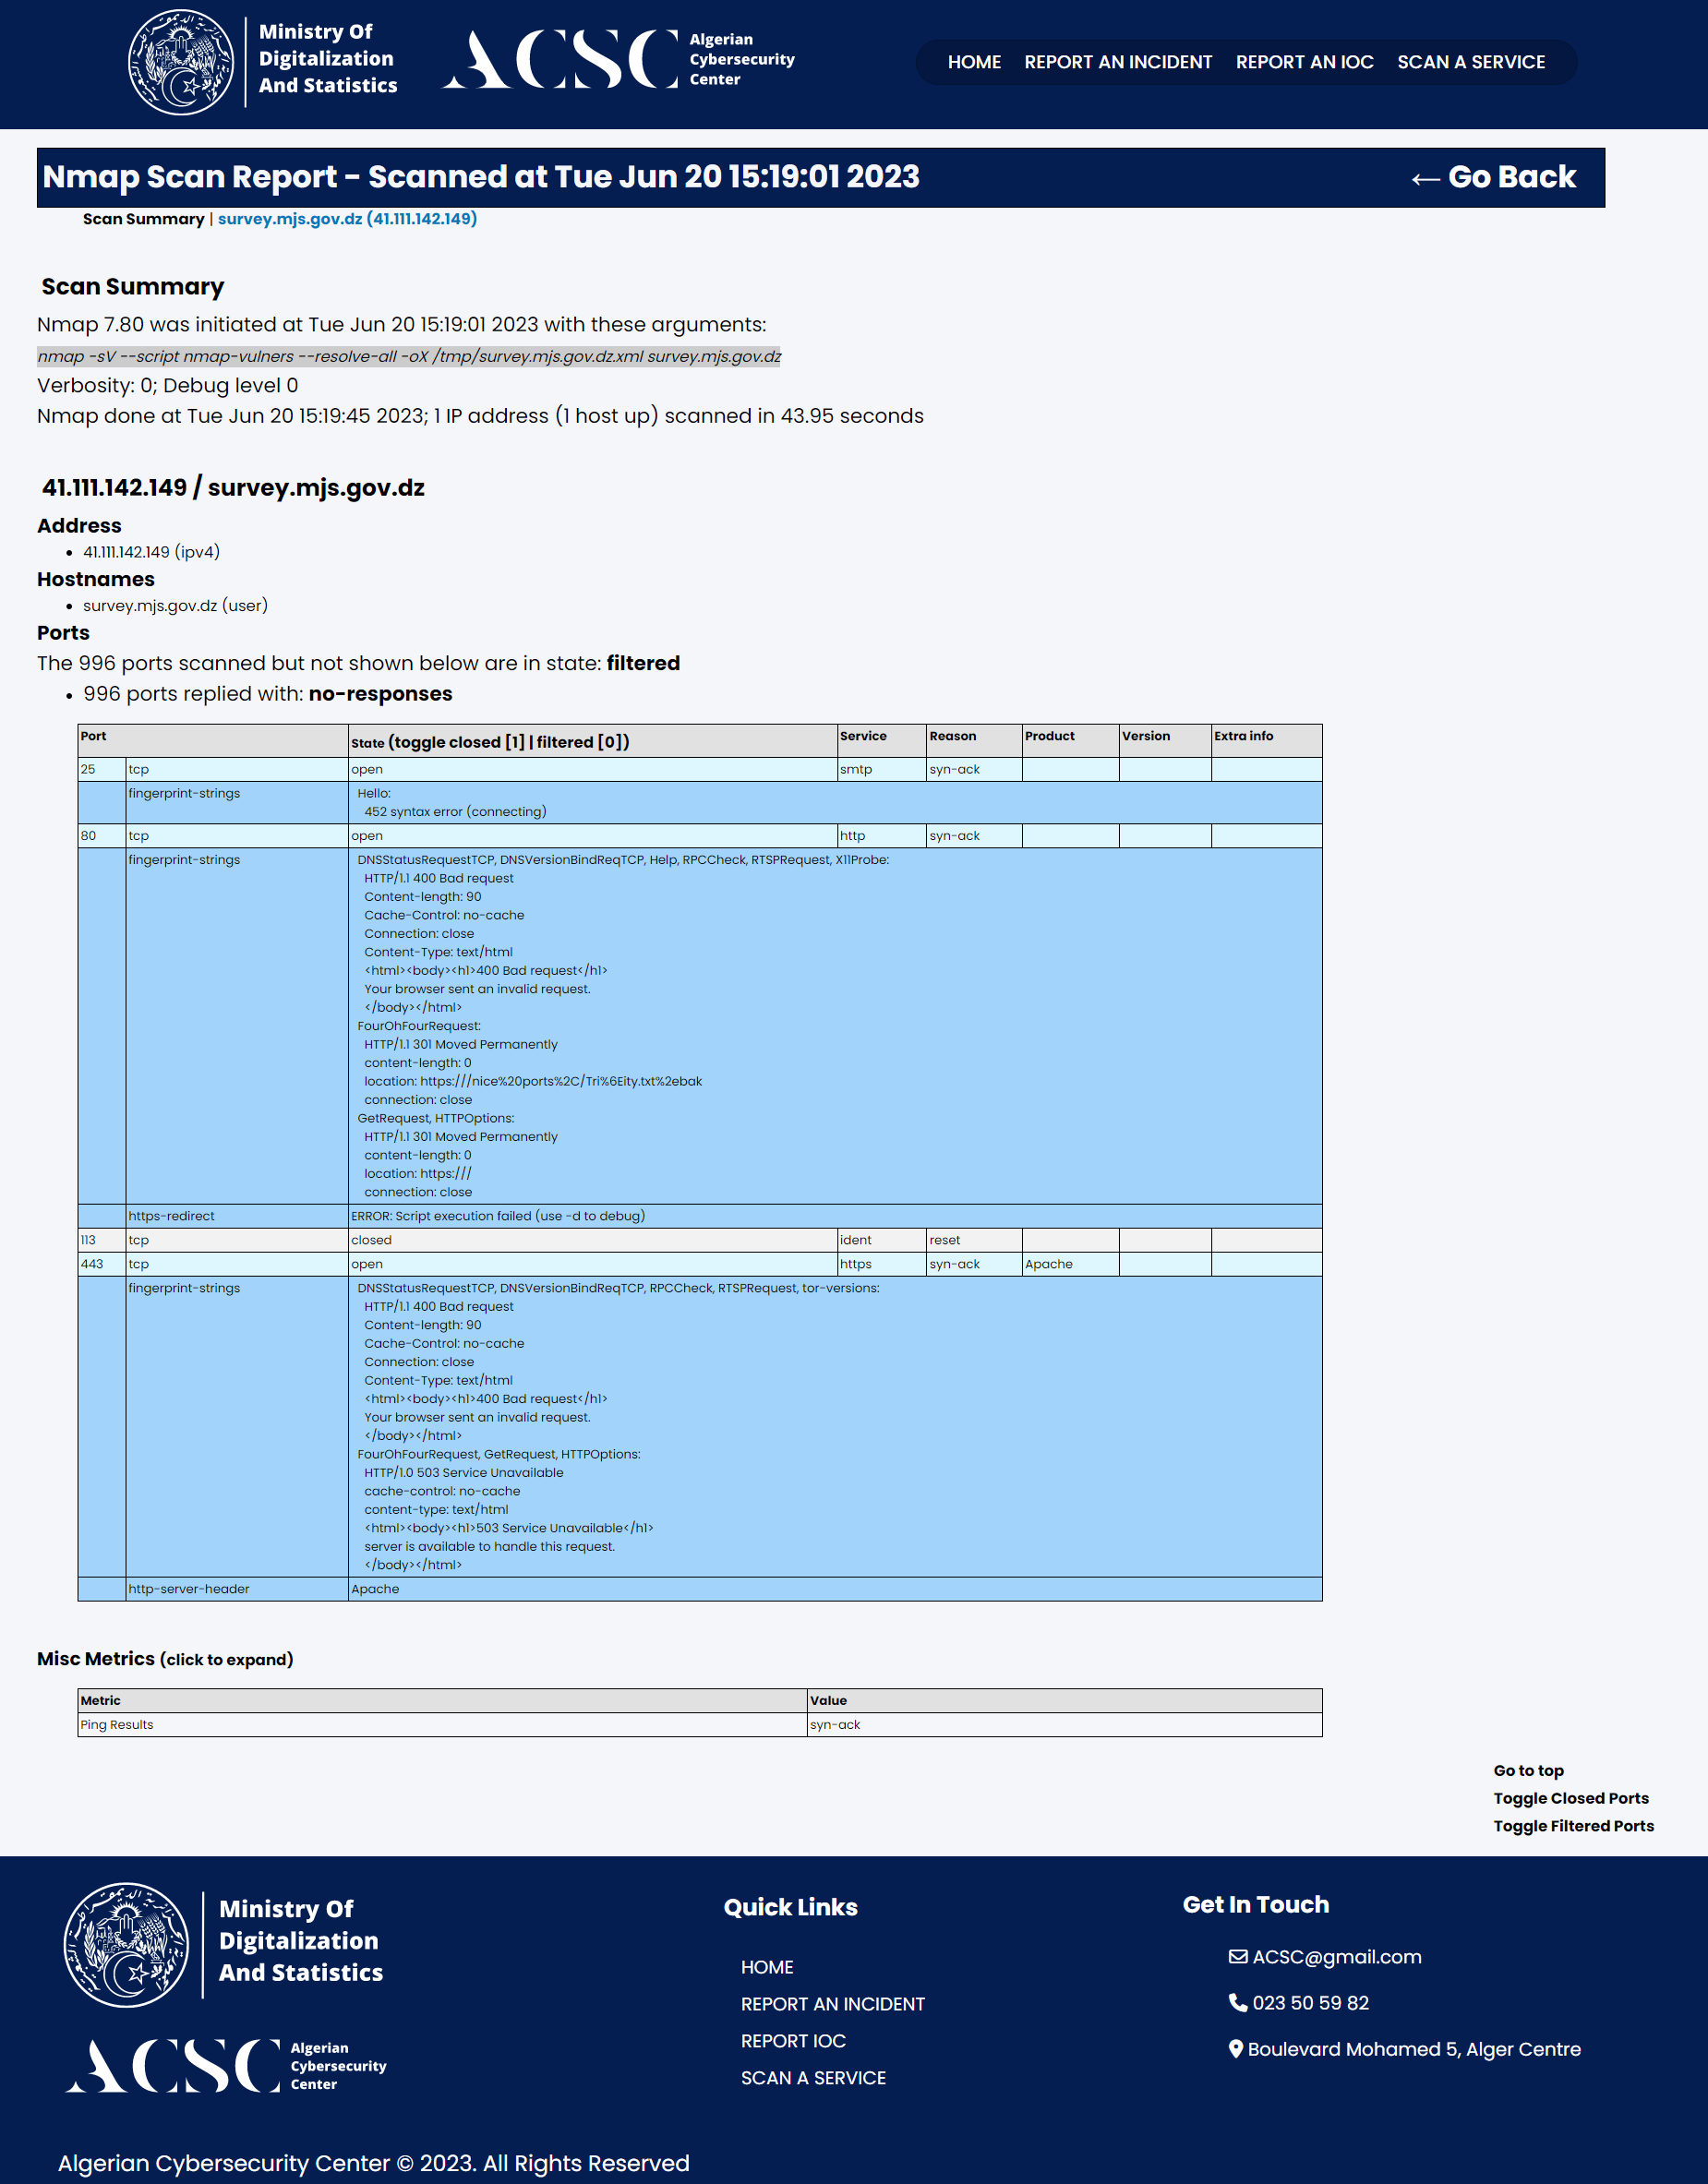 Ministry Of
Digitalization
And Statistics
ACSC
Algerian
Cybersecurity
Center
HOME REPORT AN INCIDENT REPORT AN IOC SCAN A SERVICE
Nmap Scan Report - Scanned at Tue Jun 20 15:19:01 2023
← Go Back
Scan Summary | survey.mjs.gov.dz (41.111.142.149)
Scan Summary
Nmap 7.80 was initiated at Tue Jun 20 15:19:01 2023 with these arguments:
nmap -sV --script nmap-vulners --resolve-all -oX /tmp/survey.mjs.gov.dz.xml survey.mjs.gov.dz
Verbosity: 0; Debug level 0
Nmap done at Tue Jun 20 15:19:45 2023; 1 IP address (1 host up) scanned in 43.95 seconds
41.111.142.149 / survey.mjs.gov.dz
Address
• 41.111.142.149 (ipv4)
Hostnames
• survey.mjs.gov.dz (user)
Ports
The 996 ports scanned but not shown below are in state: filtered
• 996 ports replied with: no-responses
Port State (toggle closed [1] | filtered [0]) Service Reason Product Version Extra info
25 tcp open smtp syn-ack
fingerprint-strings Hello:
452 syntax error (connecting)
80 tcp open http syn-ack
fingerprint-strings DNSStatusRequestTCP, DNSVersionBindReqTCP, Help, RPCCheck, RTSPRequest, X11Probe:
HTTP/1.1 400 Bad request
Content-length: 90
Cache-Control: no-cache
Connection: close
Content-Type: text/html
<html><body><h1>400 Bad request</h1>
Your browser sent an invalid request.
</body></html>
FourOhFourRequest:
HTTP/1.1 301 Moved Permanently
content-length: 0
location: https:///nice%20ports%2C/Tri%6Eity.txt%2ebak
connection: close
GetRequest, HTTPOptions:
HTTP/1.1 301 Moved Permanently
content-length: 0
location: https:///
connection: close
https-redirect ERROR: Script execution failed (use -d to debug)
113 tcp closed ident reset
443 tcp open https syn-ack Apache
fingerprint-strings DNSStatusRequestTCP, DNSVersionBindReqTCP, RPCCheck, RTSPRequest, tor-versions:
HTTP/1.1 400 Bad request
Content-length: 90
Cache-Control: no-cache
Connection: close
Content-Type: text/html
<html><body><h1>400 Bad request</h1>
Your browser sent an invalid request.
</body></html>
FourOhFourRequest, GetRequest, HTTPOptions:
HTTP/1.0 503 Service Unavailable
cache-control: no-cache
content-type: text/html
<html><body><h1>503 Service Unavailable</h1>
server is available to handle this request.
</body></html>
http-server-header Apache
Misc Metrics (click to expand)
Metric Value
Ping Results syn-ack
Go to top
Toggle Closed Ports
Toggle Filtered Ports
Ministry Of
Digitalization
And Statistics
ACSC
Algerian
Cybersecurity
Center
Quick Links
HOME
REPORT AN INCIDENT
REPORT IOC
SCAN A SERVICE
Get In Touch
ACSC@gmail.com
023 50 59 82
Boulevard Mohamed 5, Alger Centre
Algerian Cybersecurity Center © 2023. All Rights Reserved